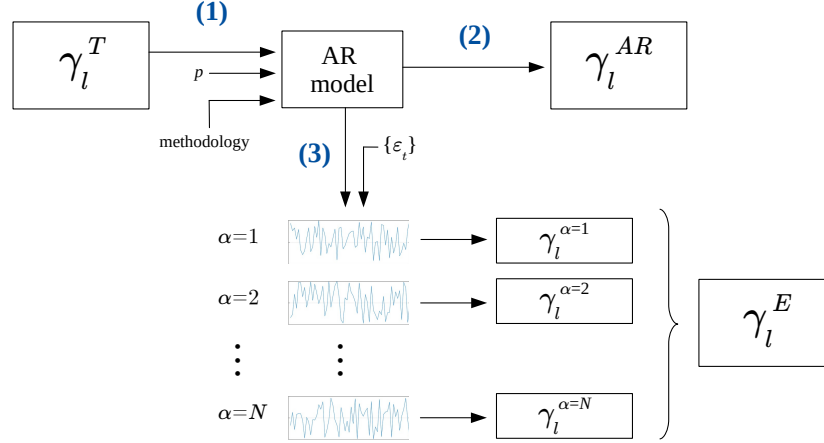 (1)
γ_l^T
p
methodology
AR
model
(2)
γ_l^{AR}
(3)
{ε_t}
α=1
γ_l^{α=1}
α=2
γ_l^{α=2}
⋮ ⋮
α=N
γ_l^{α=N}
γ_l^E